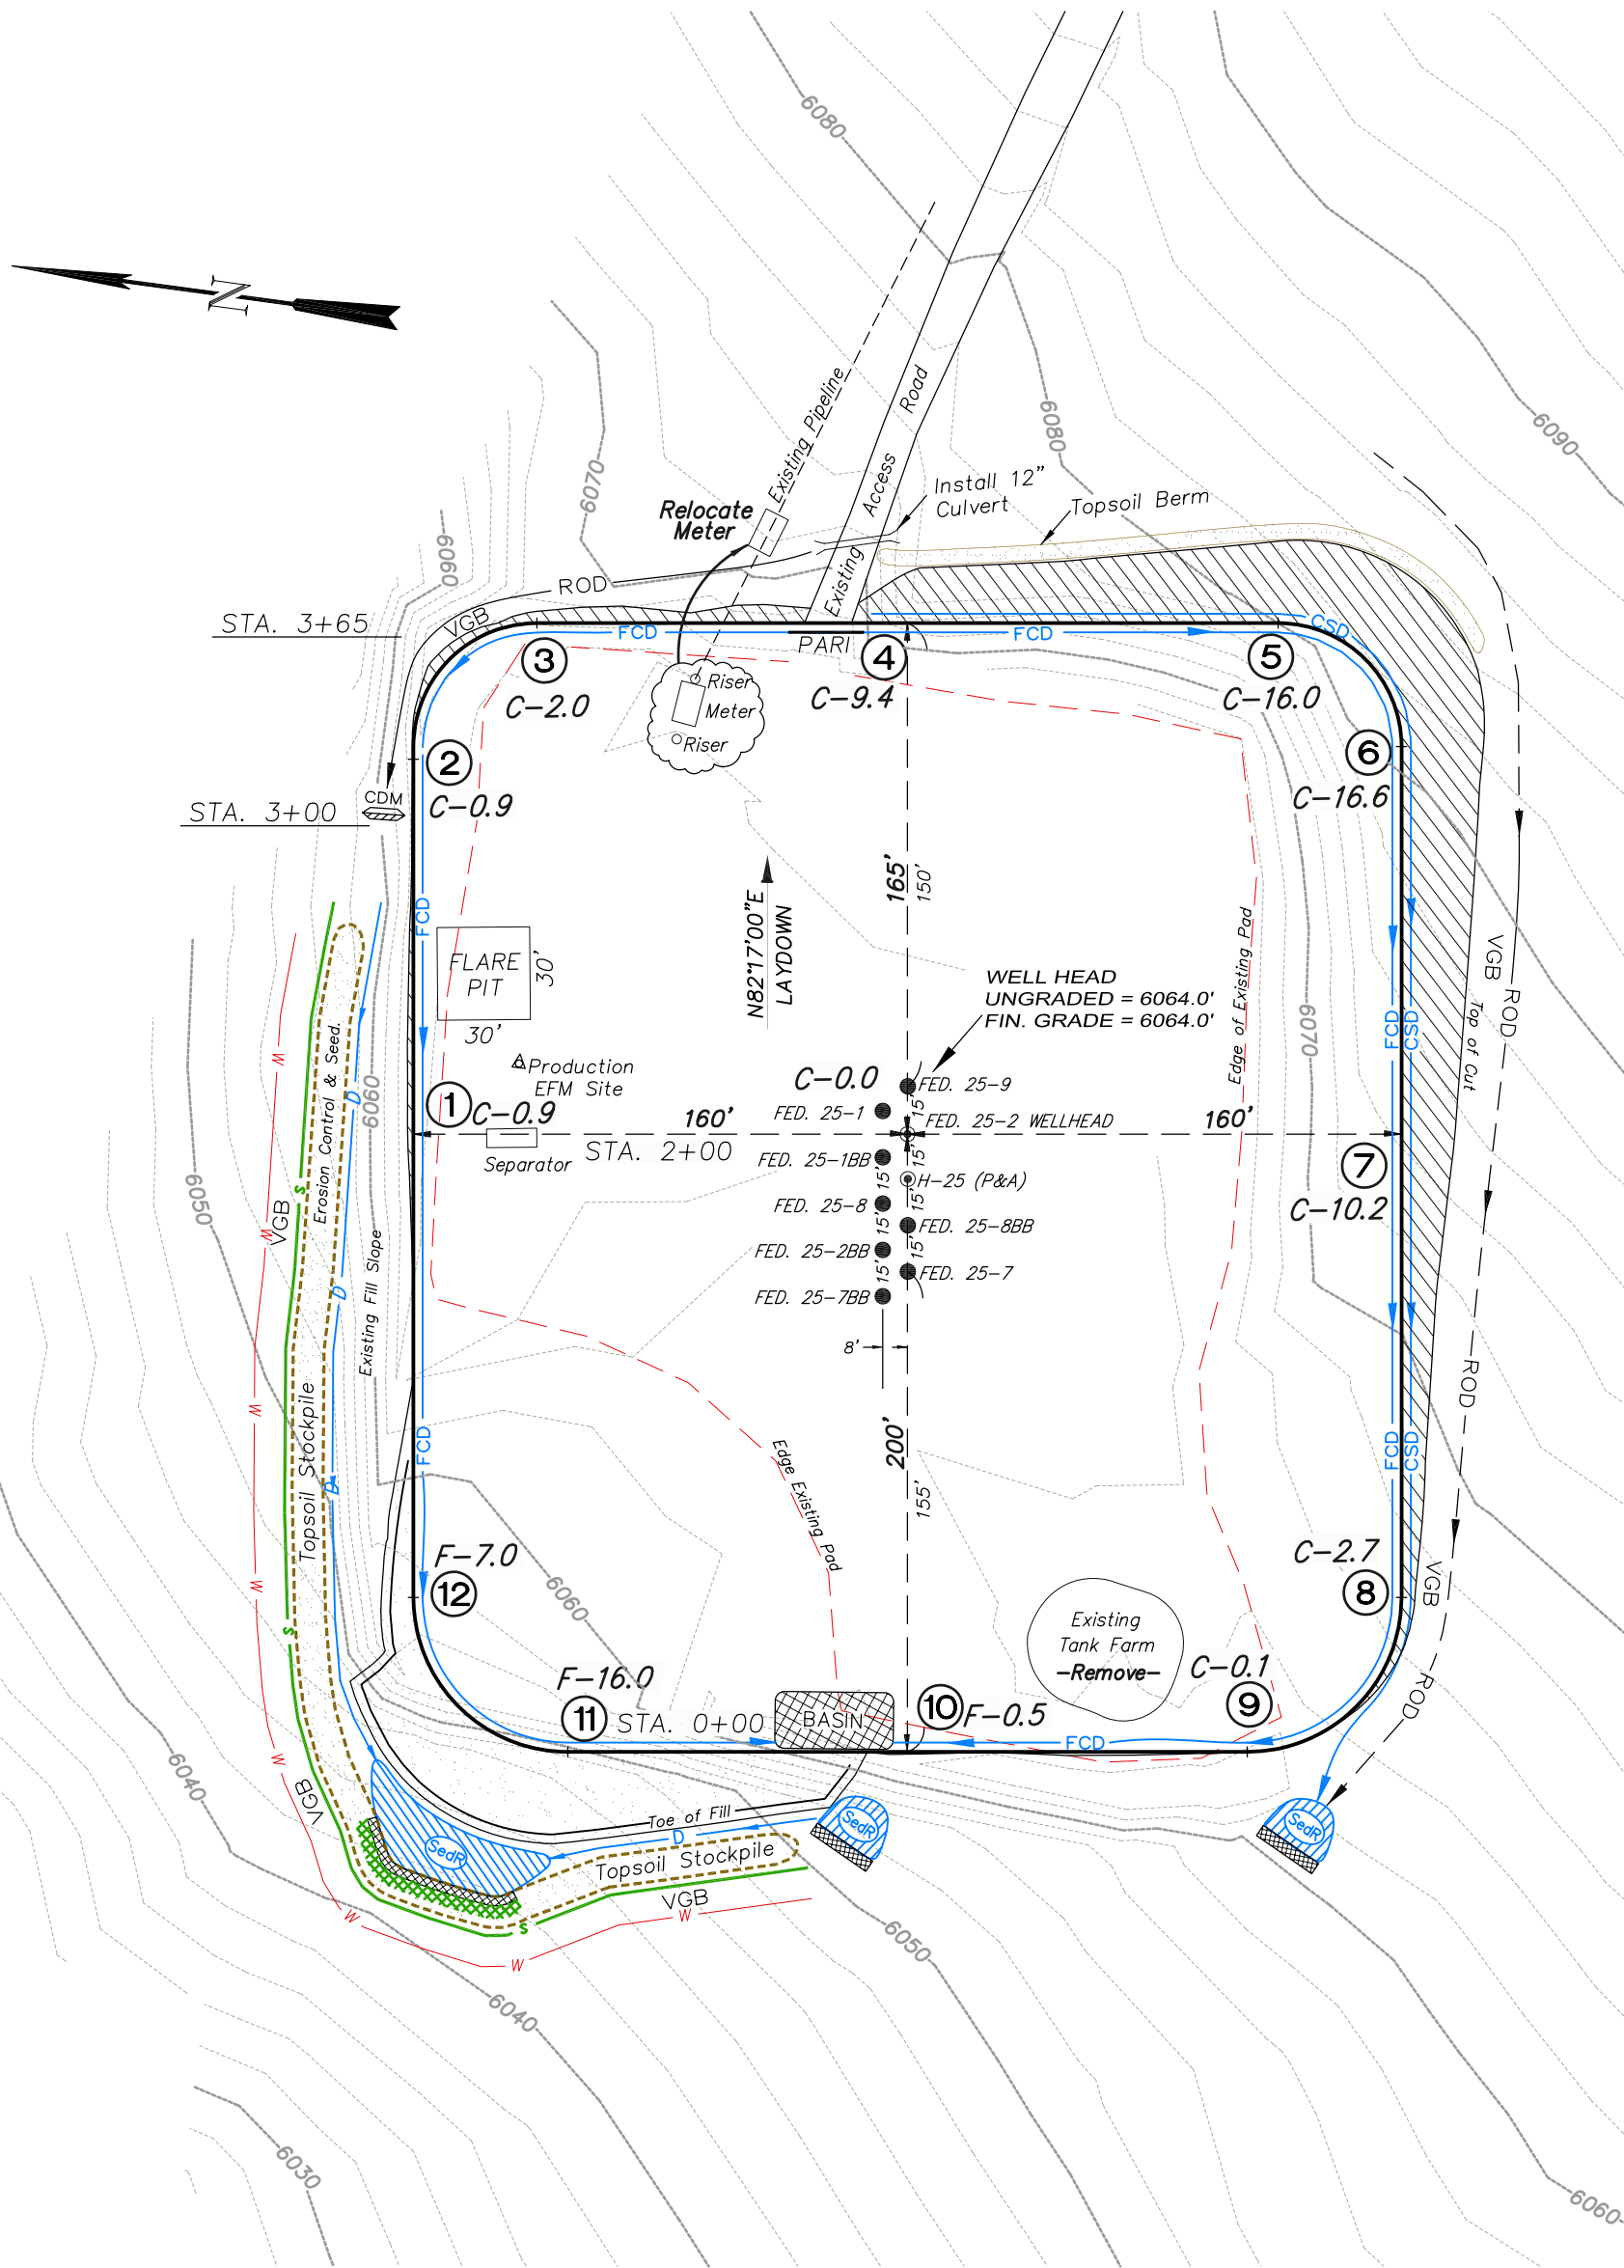 6080
N
Existing Pipeline
Existing Access Road
6080
6090
6070
6060
Relocate
Meter
Install 12"
Culvert
Topsoil Berm
ROD
VGB
STA. 3+65
FCD
PARI
FCD
CSD
3
C-2.0
4
C-9.4
5
C-16.0
Riser
Meter
Riser
2
C-0.9
6
C-16.6
CDM
STA. 3+00
165'
150'
FCD
FLARE
PIT
30'
30'
N82°17'00"E
LAYDOWN
WELL HEAD
UNGRADED = 6064.0'
FIN. GRADE = 6064.0'
Edge of Existing Pad
6070
FCD
CSD
VGB
ROD
Top of Cut
W
Erosion Control & Seed.
D
6060
Production
EFM Site
1
C-0.9
C-0.0
FED. 25-9
FED. 25-1
15'
160'
FED. 25-2 WELLHEAD
160'
STA. 2+00
Separator
FED. 25-1BB
15'
15'
H-25 (P&A)
15'
7
C-10.2
FED. 25-8
15'
FED. 25-8BB
FED. 25-2BB
15'
15'
FED. 25-7
FED. 25-7BB
8'
6050
VGB
S
W
D
Existing Fill Slope
Topsoil Stockpile
W
D
FCD
200'
155'
Edge Existing Pad
ROD
FCD
CSD
F-7.0
12
6060
C-2.7
8
VGB
W
S
Existing
Tank Farm
-Remove-
F-16.0
11
STA. 0+00
BASIN
10
F-0.5
C-0.1
9
FCD
ROD
W
VGB
6040
Toe of Fill
D
SedR
SedR
SedR
Topsoil Stockpile
VGB
W
S
W
W
6050
6040
6030
6060